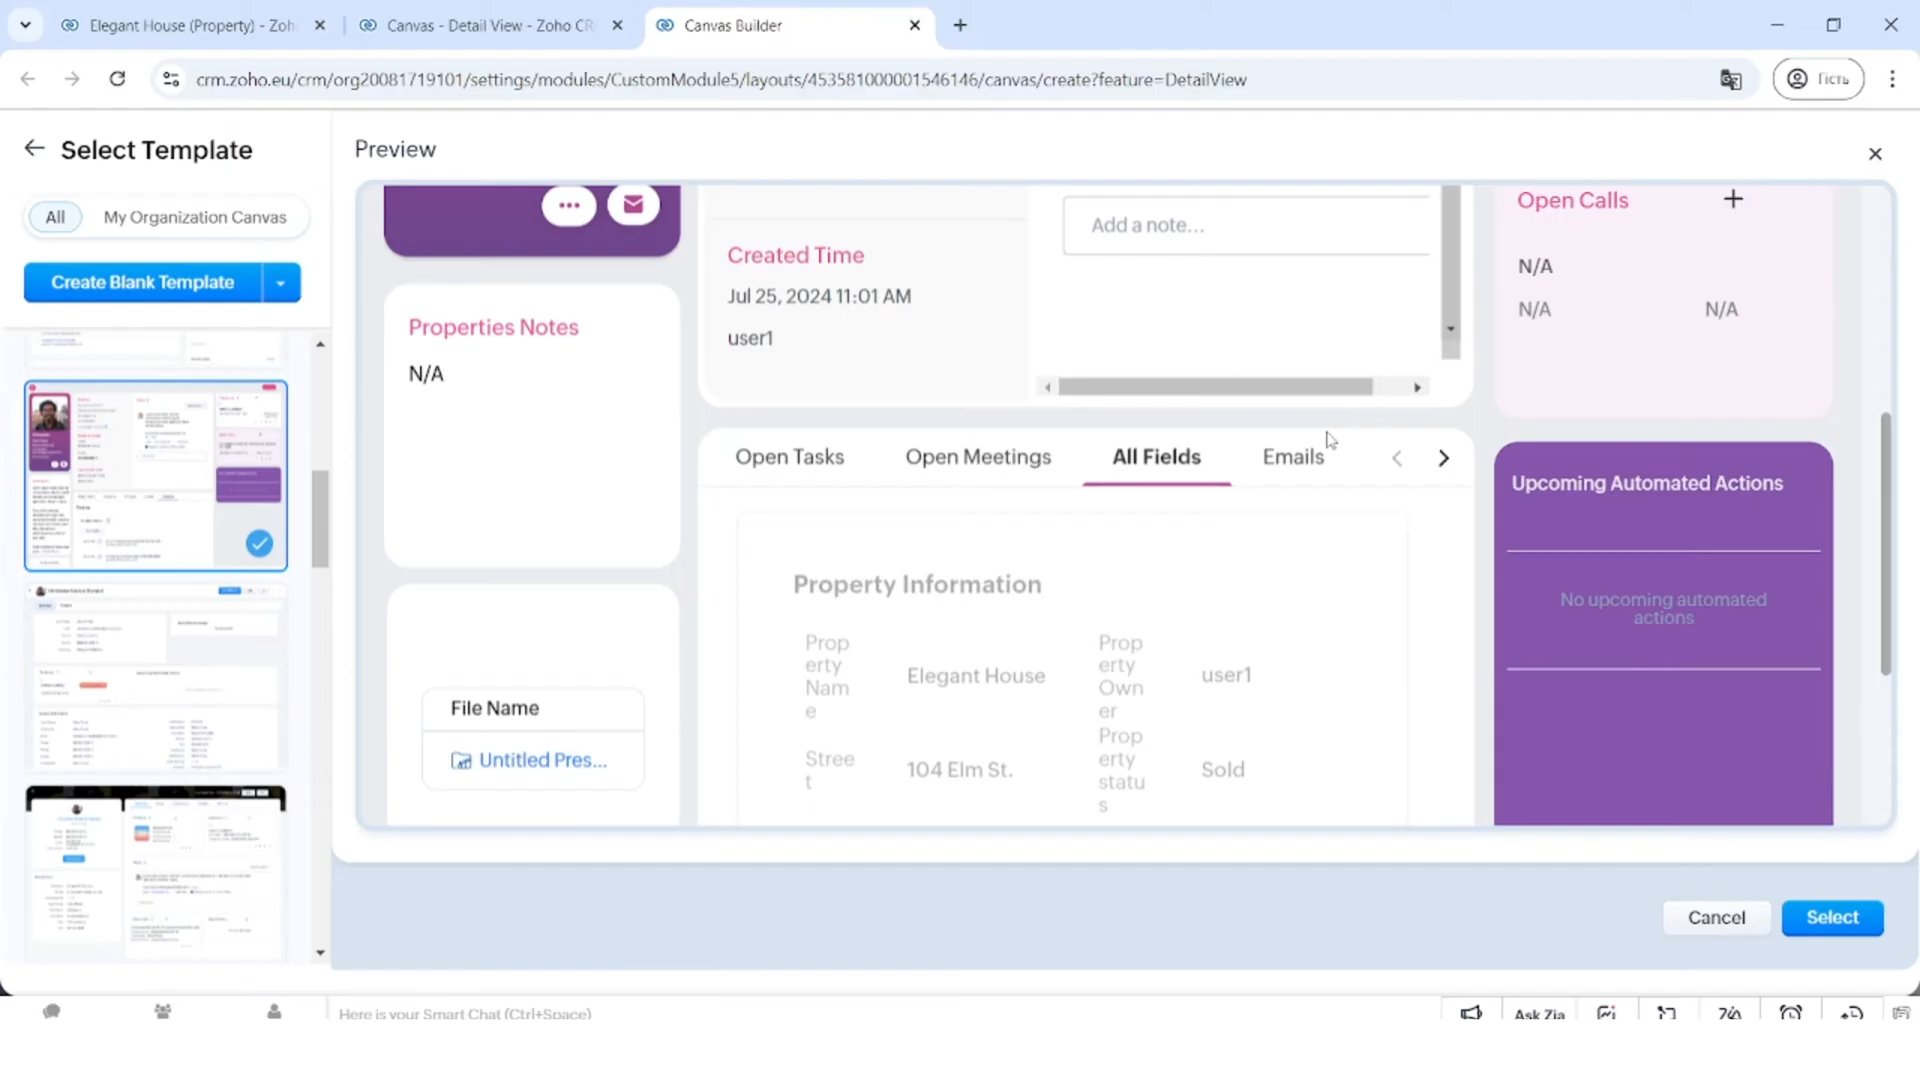 Elegant House (Property) - Zoh
Canvas - Detail View - Zoho CR
Canvas Builder
crm.zoho.eu/crm/org20081719101/settings/modules/CustomModule5/layouts/453581000001546146/canvas/create?feature=DetailView
Гість
Select Template
All
My Organization Canvas
Create Blank Template
Preview
Properties Notes
N/A
File Name
Untitled Pres...
Created Time
Jul 25, 2024 11:01 AM
user1
Add a note...
Open Tasks
Open Meetings
All Fields
Emails
Property Information
Prop
erty
Nam
e
Elegant House
Prop
erty
Own
er
user1
Stree
t
104 Elm St.
Prop
erty
statu
s
Sold
Open Calls
N/A
N/A
N/A
Upcoming Automated Actions
No upcoming automated
actions
Cancel
Select
Here is your Smart Chat (Ctrl+Space)
Ask Zia